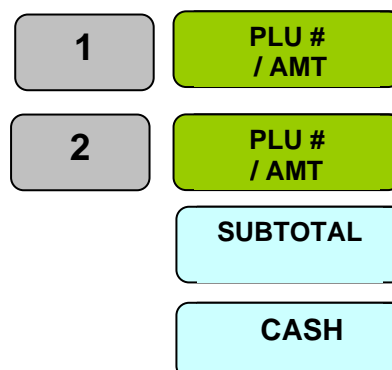 1 PLU #
/ AMT
2 PLU #
/ AMT
SUBTOTAL
CASH